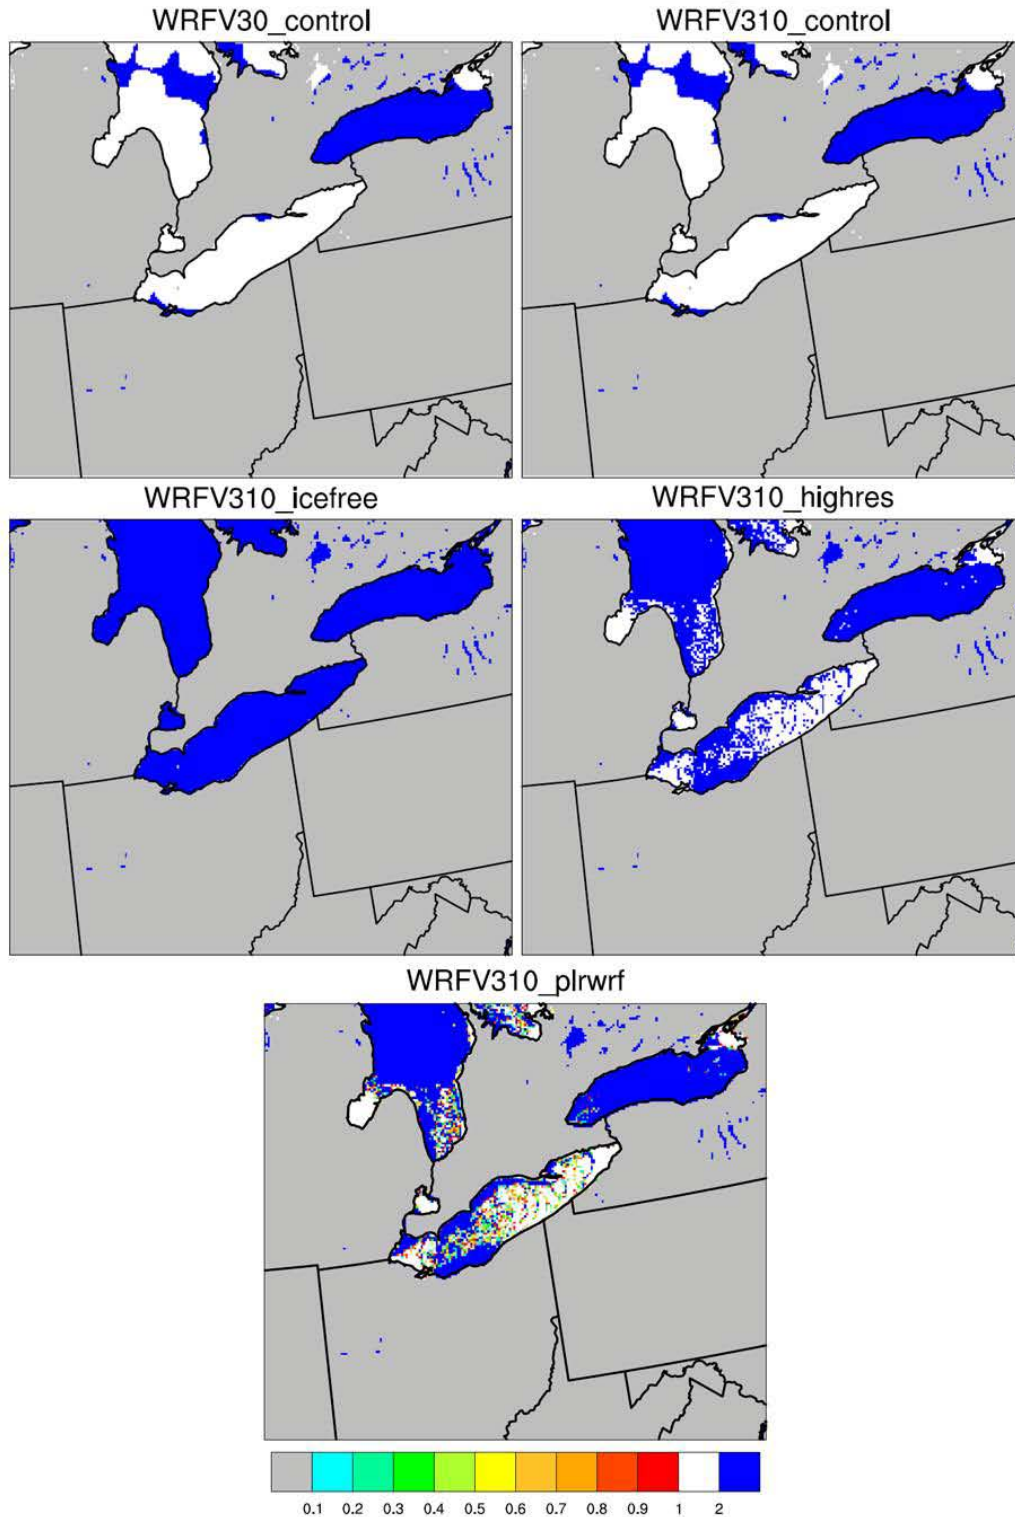 WRFV30_control WRFV310_control
WRFV310_icefree WRFV310_highres
WRFV310_plrwrf
0.1 0.2 0.3 0.4 0.5 0.6 0.7 0.8 0.9 1 2